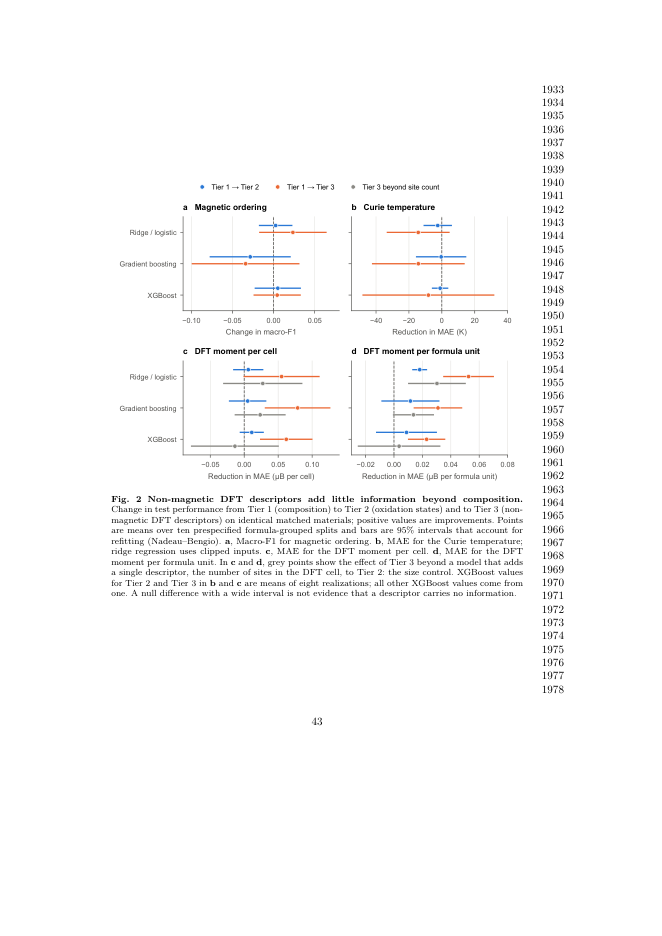 1933
1934
1935
1936
1937
1938
1939
1940
1941
1942
1943
1944
1945
1946
1947
1948
1949
1950
1951
1952
1953
1954
1955
1956
1957
1958
1959
1960
1961
1962
1963
1964
1965
1966
1967
1968
1969
1970
1971
1972
1973
1974
1975
1976
1977
1978
Tier 1 → Tier 2 Tier 1 → Tier 3 Tier 3 beyond site count
a Magnetic ordering
Ridge / logistic
Gradient boosting
XGBoost
−0.10 −0.05 0.00 0.05
Change in macro-F1
b Curie temperature
−40 −20 0 20 40
Reduction in MAE (K)
c DFT moment per cell
Ridge / logistic
Gradient boosting
XGBoost
−0.05 0.00 0.05 0.10
Reduction in MAE (μB per cell)
d DFT moment per formula unit
−0.02 0.00 0.02 0.04 0.06 0.08
Reduction in MAE (μB per formula unit)
Fig. 2 Non-magnetic DFT descriptors add little information beyond composition.
Change in test performance from Tier 1 (composition) to Tier 2 (oxidation states) and to Tier 3 (non-
magnetic DFT descriptors) on identical matched materials; positive values are improvements. Points
are means over ten prespecified formula-grouped splits and bars are 95% intervals that account for
refitting (Nadeau–Bengio). a, Macro-F1 for magnetic ordering. b, MAE for the Curie temperature;
ridge regression uses clipped inputs. c, MAE for the DFT moment per cell. d, MAE for the DFT
moment per formula unit. In c and d, grey points show the effect of Tier 3 beyond a model that adds
a single descriptor, the number of sites in the DFT cell, to Tier 2: the size control. XGBoost values
for Tier 2 and Tier 3 in b and c are means of eight realizations; all other XGBoost values come from
one. A null difference with a wide interval is not evidence that a descriptor carries no information.
43